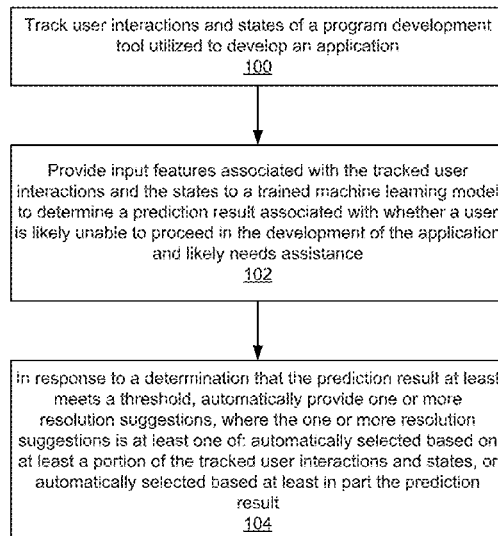 Track user interactions and states of a program development
tool utilized to develop an application
100
Provide input features associated with the tracked user
interactions and the states to a trained machine learning model
to determine a prediction result associated with whether a user
is likely unable to proceed in the development of the application
and likely needs assistance
102
In response to a determination that the prediction result at least
meets a threshold, automatically provide one or more
resolution suggestions, where the one or more resolution
suggestions is at least one of: automatically selected based on
at least a portion of the tracked user interactions and states, or
automatically selected based at least in part the prediction
result
104